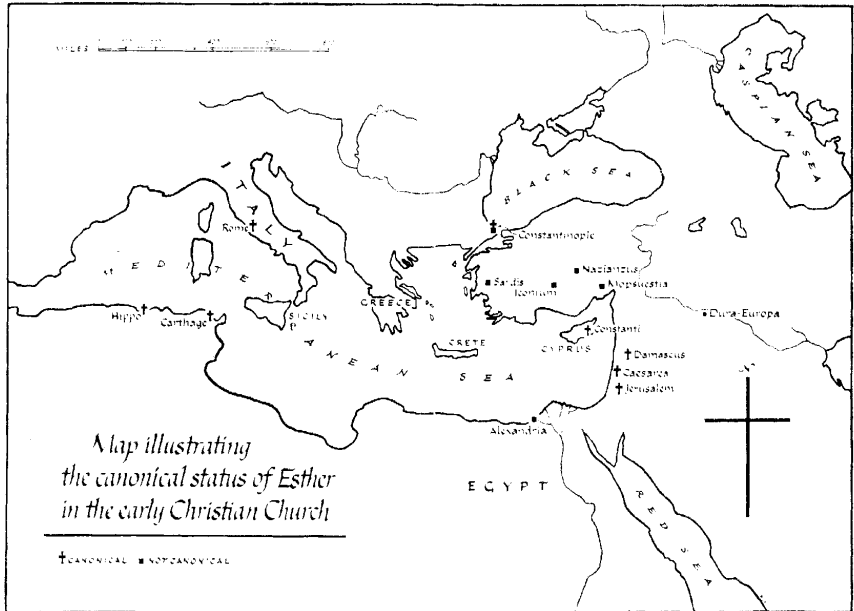 MILES
CASPIAN SEA
BLACK SEA
ITALY
Rome
Constantinople
MEDITERRANEAN SEA
Nazianzus
Sardis
Iconium
Mopsuestia
GREECE
Hippo
Carthage
SICILY
Dura-Europa
Constanti
CYPRUS
CRETE
Damascus
Caesarea
Jerusalem
Alexandria
EGYPT
RED SEA
Map illustrating
the canonical status of Esther
in the early Christian Church
✝CANONICAL ■NOT CANONICAL